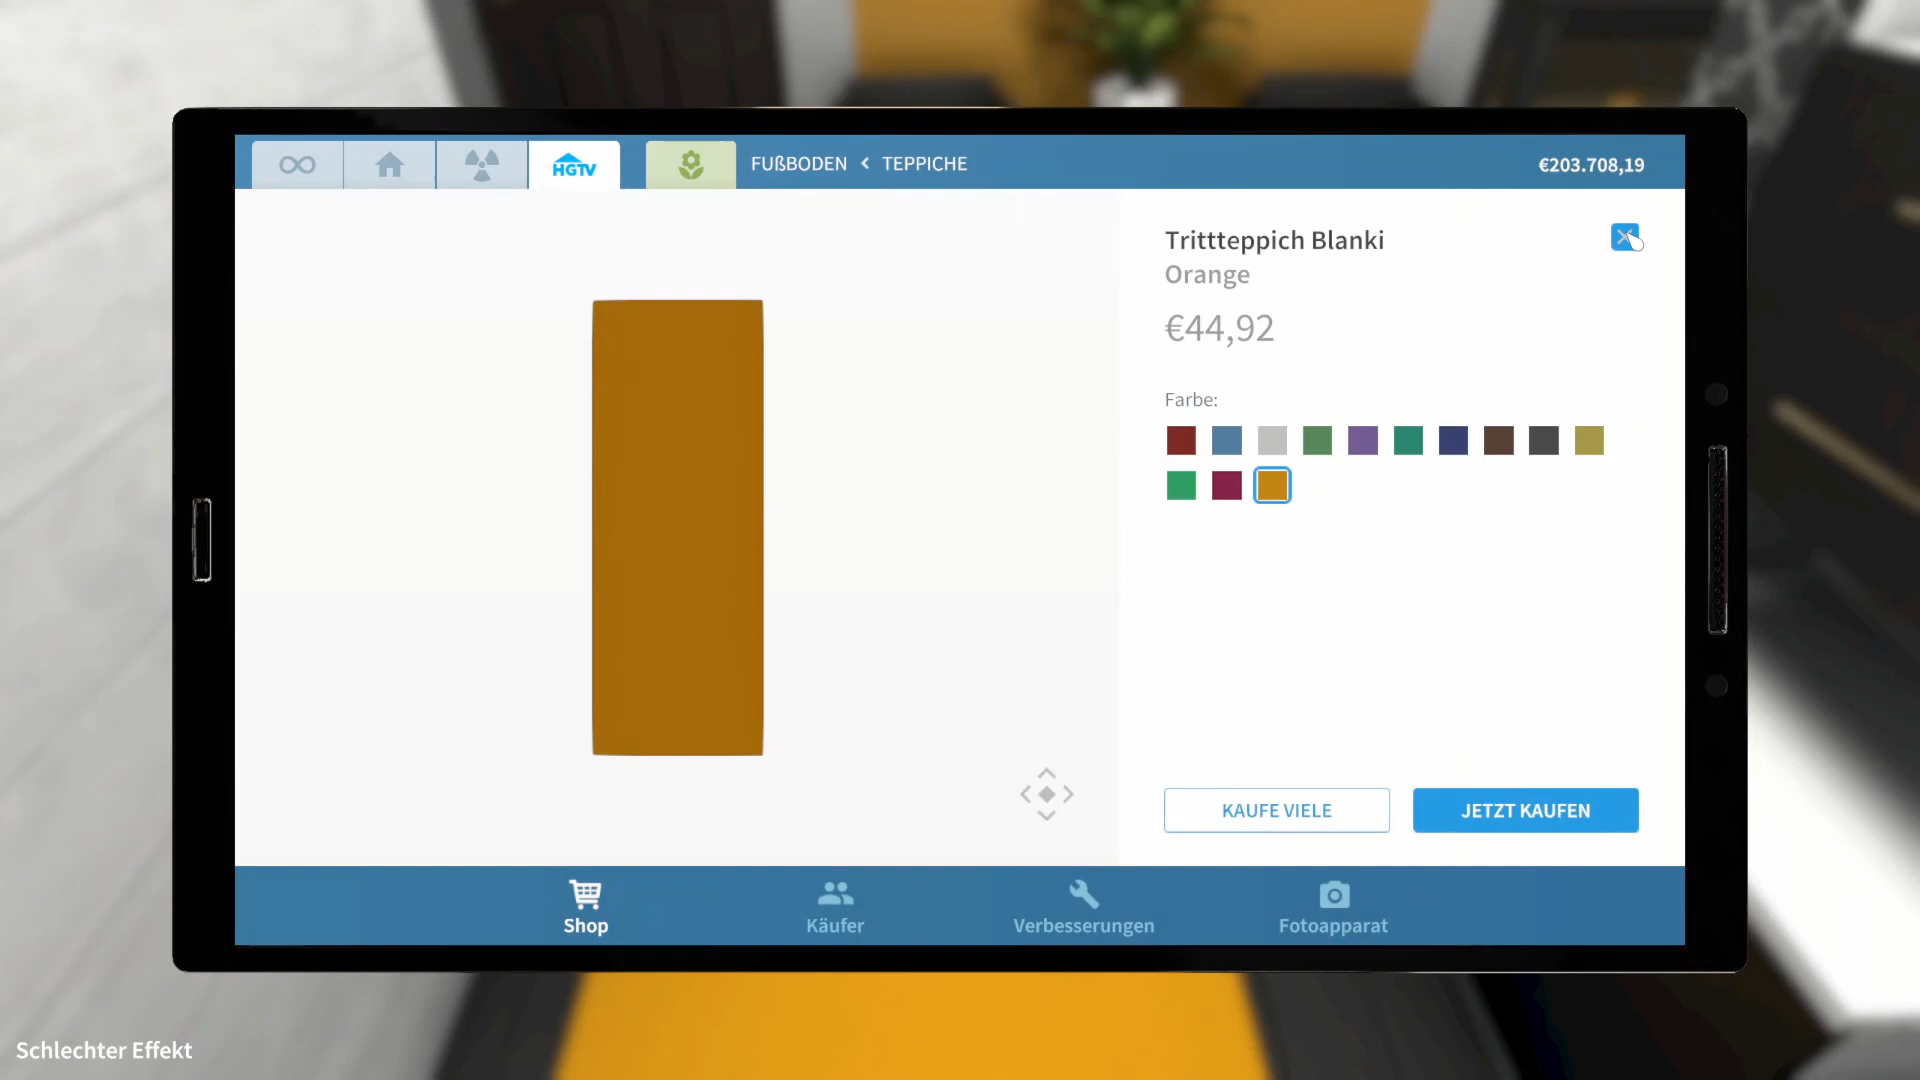 HGTV
FUßBODEN < TEPPICHE
€203.708,19
Trittteppich Blanki
Orange
€44,92
Farbe:
KAUFE VIELE
JETZT KAUFEN
Shop
Käufer
Verbesserungen
Fotoapparat
Schlechter Effekt